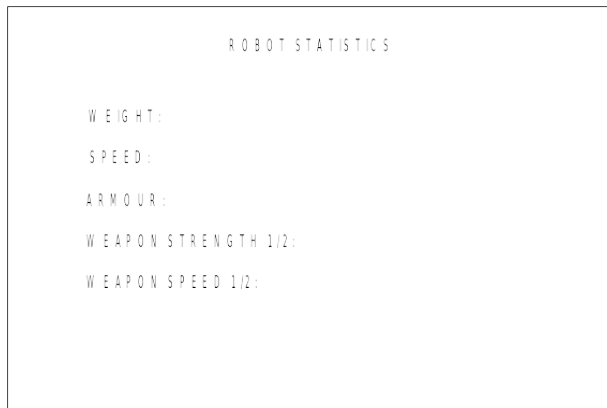 ROBOT STATISTICS
WEIGHT:
SPEED:
ARMOUR:
WEAPON STRENGTH 1/2:
WEAPON SPEED 1/2: